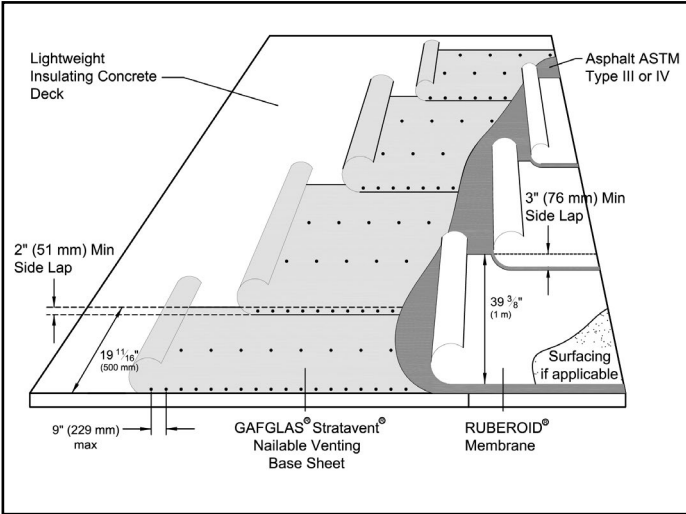 Lightweight
Insulating Concrete
Deck
Asphalt ASTM
Type III or IV
3" (76 mm) Min
Side Lap
2" (51 mm) Min
Side Lap
39 3/8"
(1 m)
19 11/16"
(500 mm)
Surfacing
if applicable
9" (229 mm)
max
GAFGLAS® Stratavent®
Nailable Venting
Base Sheet
RUBEROID®
Membrane